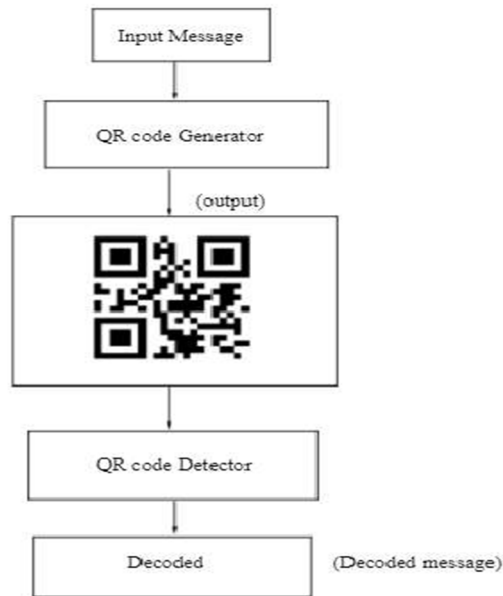 Input Message
QR code Generator
(output)
QR code Detector
Decoded (Decoded message)